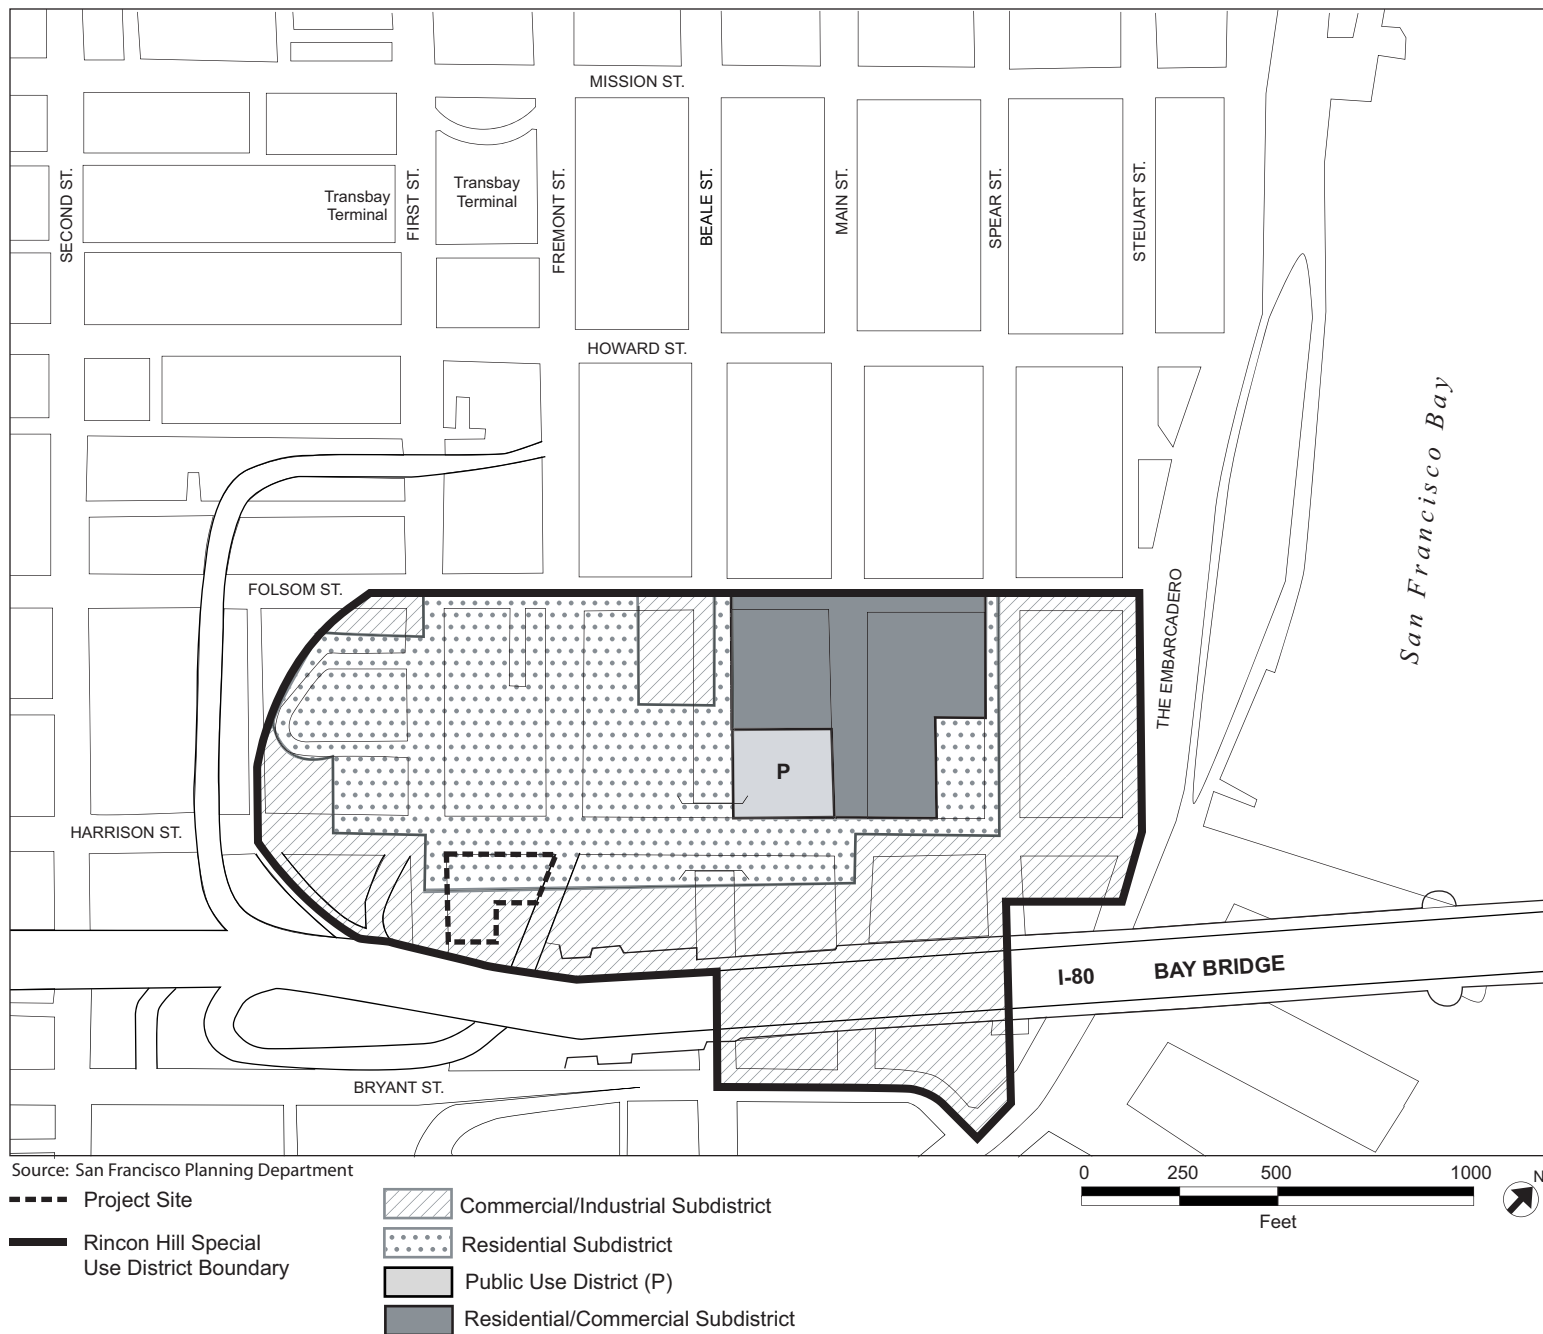 MISSION ST.
SECOND ST.
Transbay
Terminal
FIRST ST.
Transbay
Terminal
FREMONT ST.
BEALE ST.
MAIN ST.
SPEAR ST.
STEUART ST.
HOWARD ST.
San Francisco Bay
FOLSOM ST.
THE EMBARCADERO
P
HARRISON ST.
I-80 BAY BRIDGE
BRYANT ST.
Source: San Francisco Planning Department
Project Site
Rincon Hill Special
Use District Boundary
Commercial/Industrial Subdistrict
Residential Subdistrict
Public Use District (P)
Residential/Commercial Subdistrict
0 250 500 1000
Feet
N